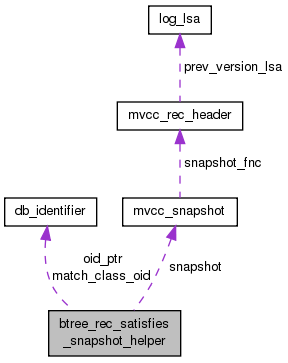 log_lsa
prev_version_lsa
mvcc_rec_header
snapshot_fnc
db_identifier
mvcc_snapshot
oid_ptr
match_class_oid
snapshot
btree_rec_satisfies
_snapshot_helper